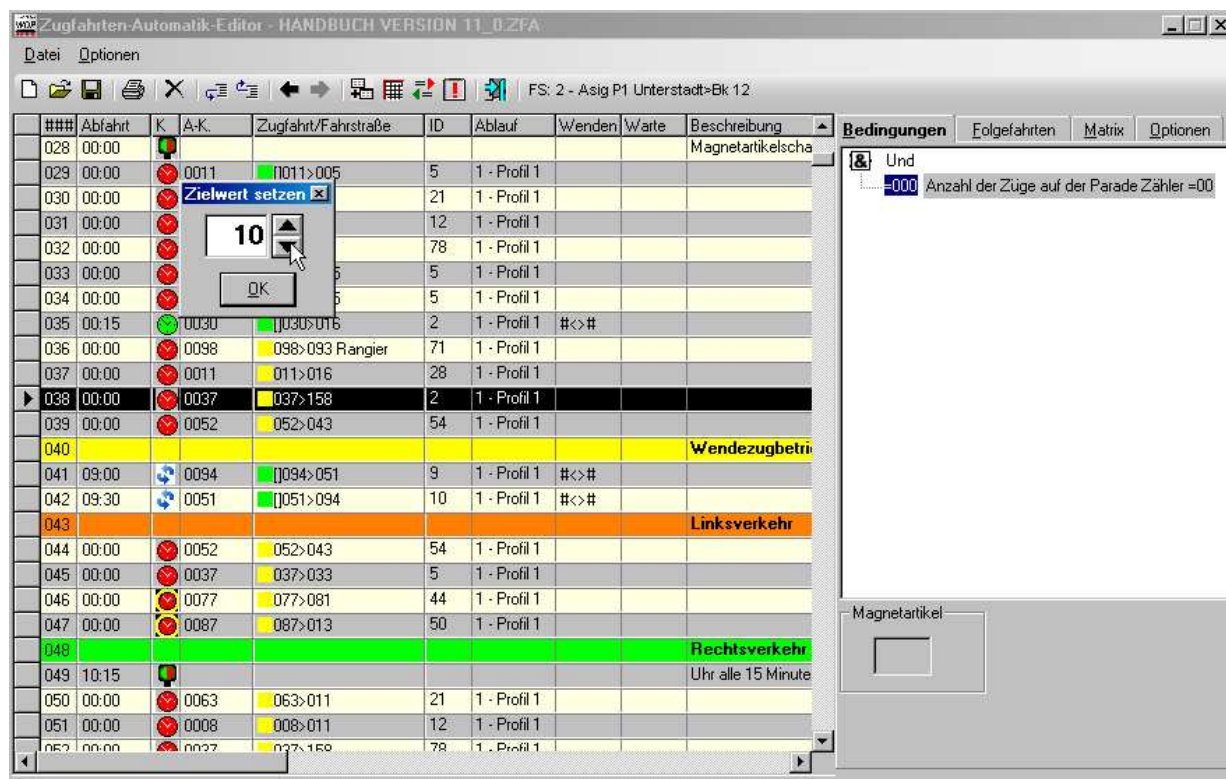 Zugfahrten-Automatik-Editor - HANDBUCH VERSION 11_0.ZFA
Datei Optionen
FS: 2 - Asig P1 Unterstadt>Bk 12
### Abfahrt K A-K. Zugfahrt/Fahrstraße ID Ablauf Wenden Warte Beschreibung
028 00:00 Magnetartikelscha
029 00:00 0011 []011>005 5 1 - Profil 1
030 00:00 21 1 - Profil 1
031 00:00 12 1 - Profil 1
032 00:00 78 1 - Profil 1
033 00:00 5 1 - Profil 1
034 00:00 5 1 - Profil 1
035 00:15 0030 []030>016 2 1 - Profil 1 #<>#
036 00:00 0098 098>093 Rangier 71 1 - Profil 1
037 00:00 0011 011>016 28 1 - Profil 1
038 00:00 0037 037>158 2 1 - Profil 1
039 00:00 0052 052>043 54 1 - Profil 1
040 Wendezugbetri
041 09:00 0094 []094>051 9 1 - Profil 1 #<>#
042 09:30 0051 []051>094 10 1 - Profil 1 #<>#
043 Linksverkehr
044 00:00 0052 052>043 54 1 - Profil 1
045 00:00 0037 037>033 5 1 - Profil 1
046 00:00 0077 077>081 44 1 - Profil 1
047 00:00 0087 087>013 50 1 - Profil 1
048 Rechtsverkehr
049 10:15 Uhr alle 15 Minute
050 00:00 0063 063>011 21 1 - Profil 1
051 00:00 0008 008>011 12 1 - Profil 1
052 00:00 0037 037>158 78 1 - Profil 1
Zielwert setzen
10
OK
Bedingungen Folgefahrten Matrix Optionen
& Und
=000 Anzahl der Züge auf der Parade Zähler =00
Magnetartikel